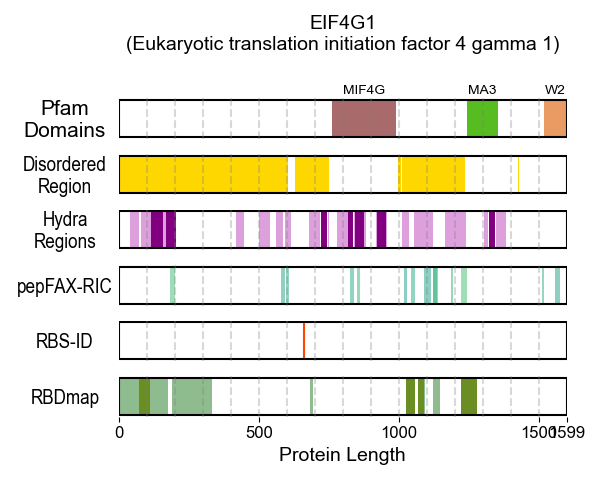 EIF4G1
(Eukaryotic translation initiation factor 4 gamma 1)
MIF4G MA3 W2
Pfam
Domains
Disordered
Region
Hydra
Regions
pepFAX-RIC
RBS-ID
RBDmap
0 500 1000 1500 1599
Protein Length